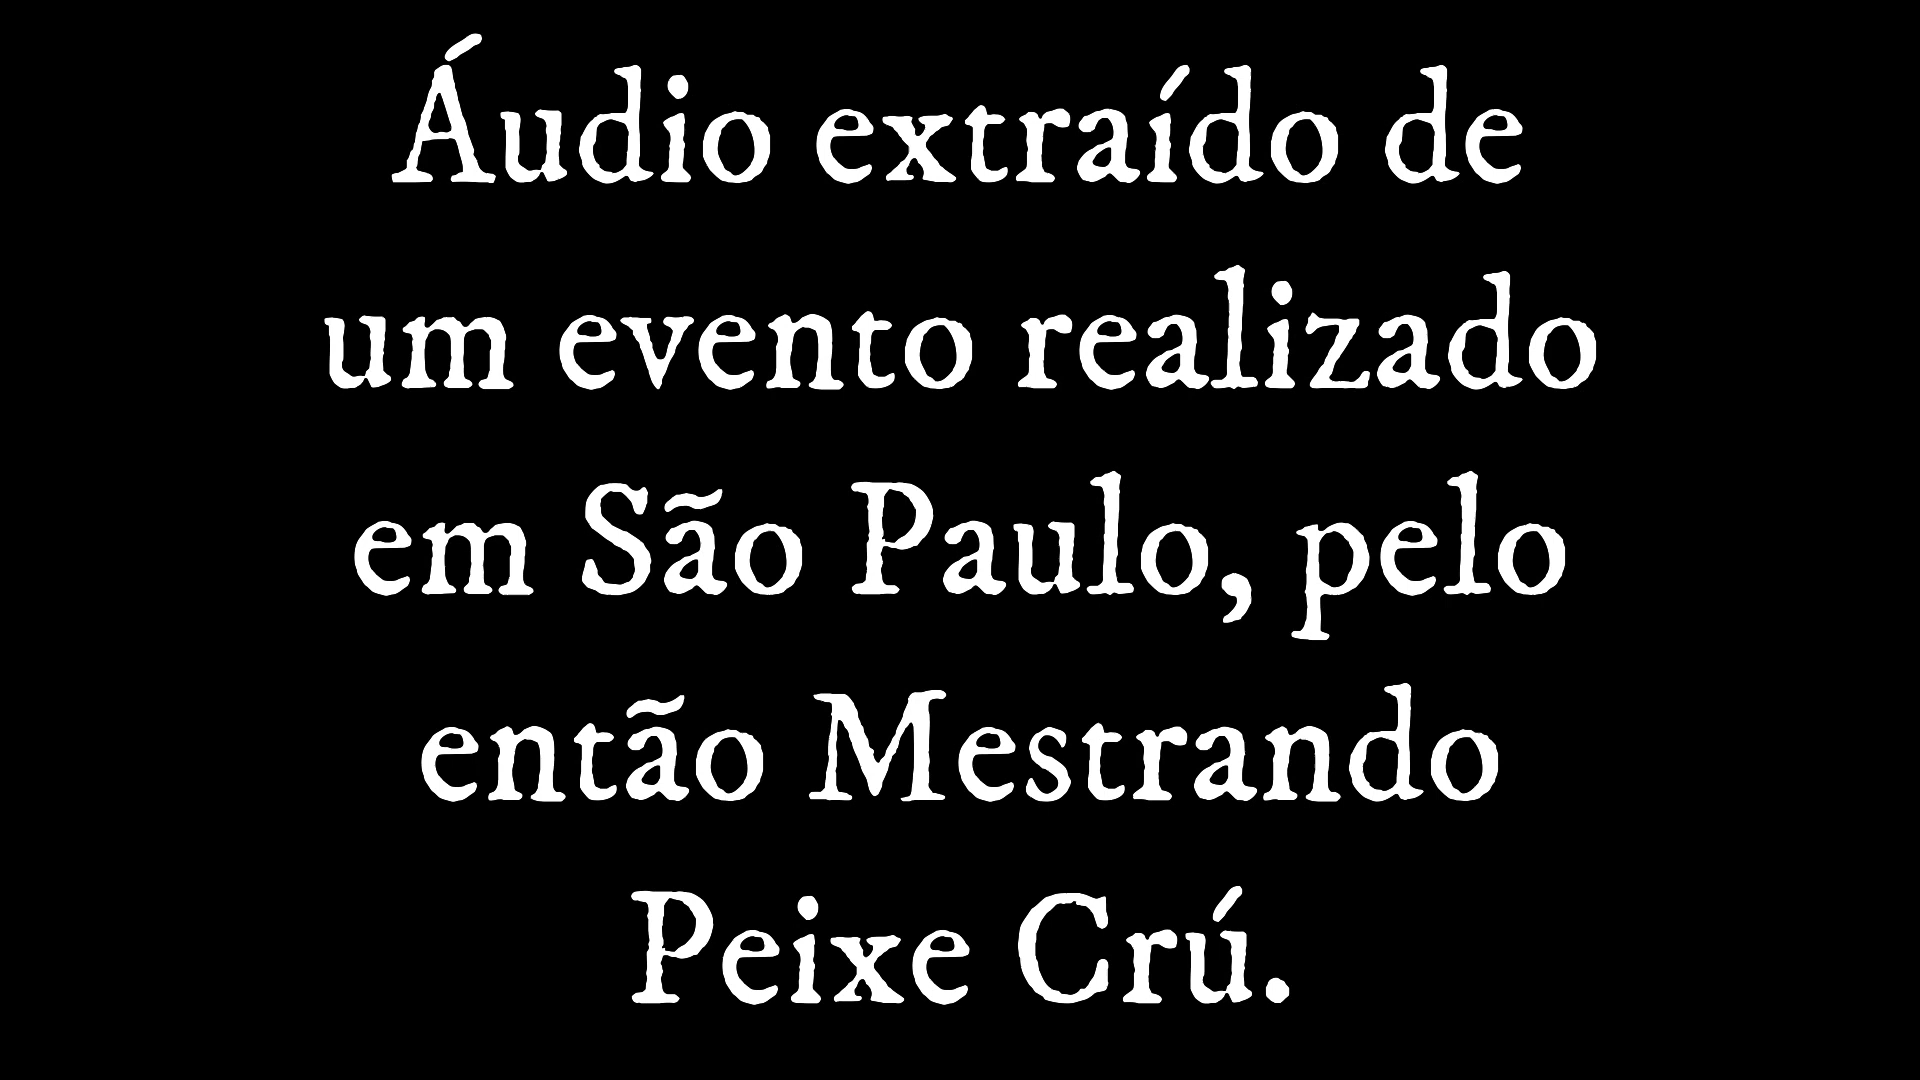 Áudio extraído de
um evento realizado
em São Paulo, pelo
então Mestrando
Peixe Crú.